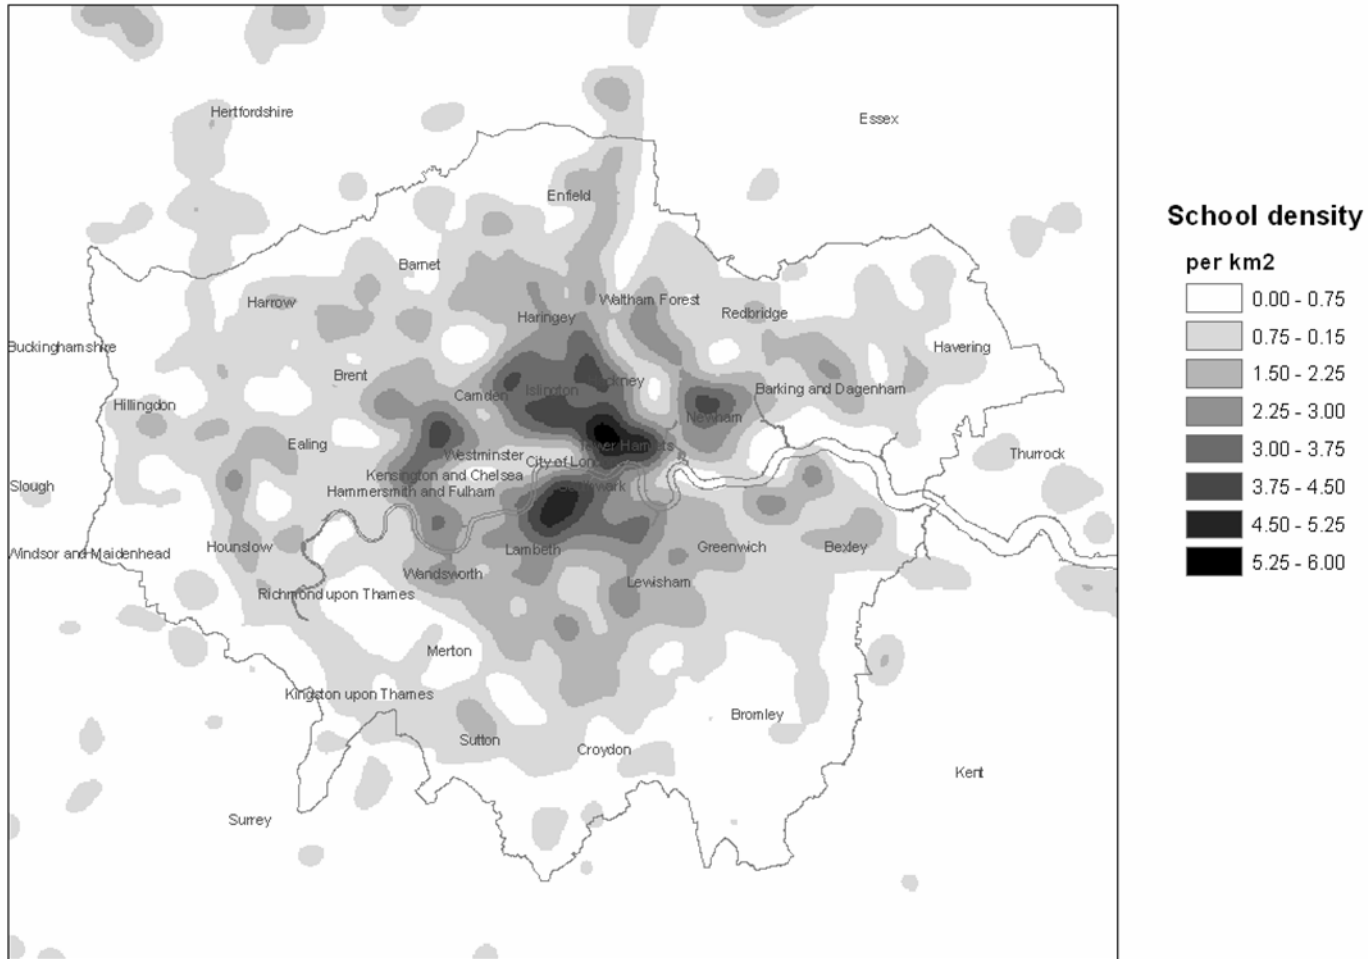 Hertfordshire
Essex
Enfield
School density
per km2
Barnet
0.00 - 0.75
Harrow
Waltham Forest
Redbridge
Haringey
0.75 - 0.15
Buckinghamshire
Havering
Brent
1.50 - 2.25
Islington
Camden
Barking and Dagenham
Hillingdon
Newham
2.25 - 3.00
Ealing
3.00 - 3.75
Westminster
Thurrock
City of Lon
Kensington and Chelsea
Slough
Hammersmith and Fulham
3.75 - 4.50
4.50 - 5.25
Windsor and Maidenhead
Hounslow
Lambeth
Greenwich
Bexley
5.25 - 6.00
Wandsworth
Lewisham
Richmond upon Thames
Merton
Kingston upon Thames
Bromley
Sutton
Croydon
Kent
Surrey